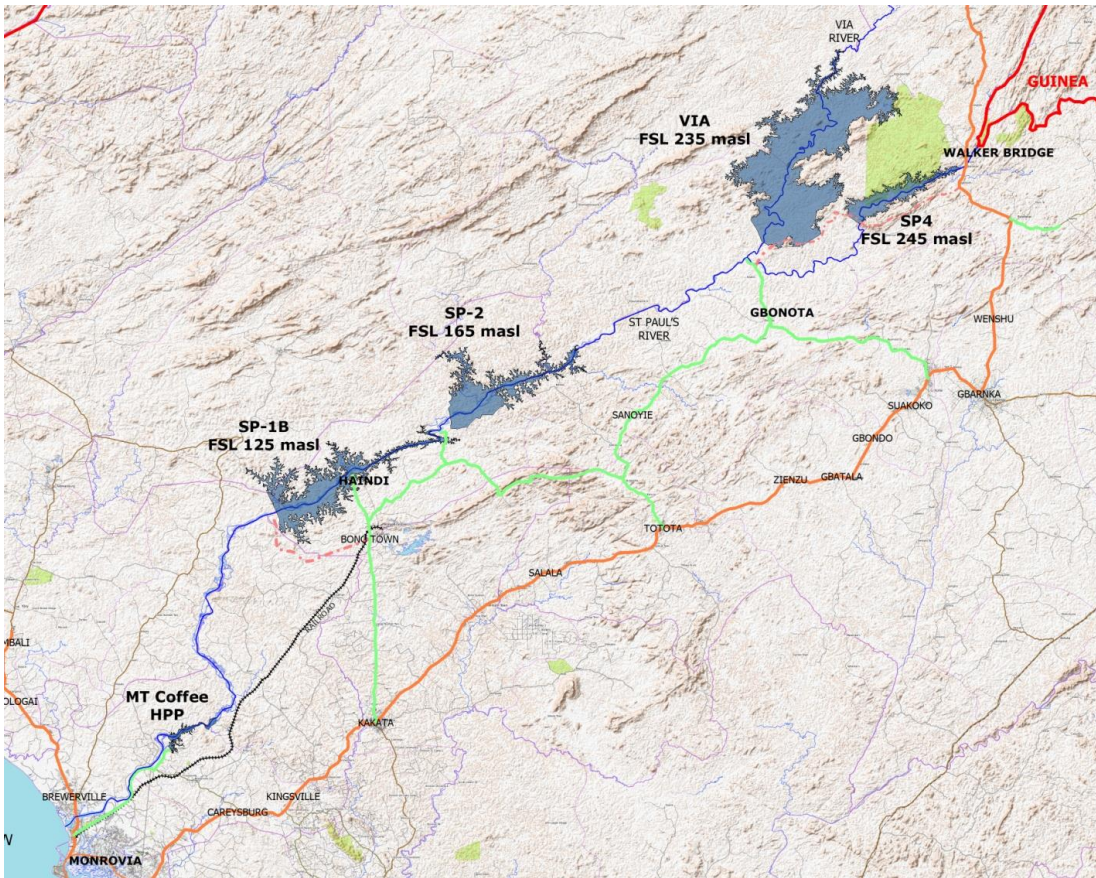 VIA
RIVER
GUINEA
VIA
FSL 235 masl
WALKER BRIDGE
SP4
FSL 245 masl
SP-2
FSL 165 masl
ST PAUL'S
RIVER
GBONOTA
WENSHU
GBARNKA
SUAKOKO
SANOYIE
GBONDO
SP-1B
FSL 125 masl
HAINDI
ZIENZU
GBATALA
TOTOTA
BONG TOWN
SALALA
RAILROAD
MBALI
OLOGAI
MT Coffee
HPP
KAKATA
BREWERVILLE
KINGSVILLE
CAREYSBURG
MONROVIA